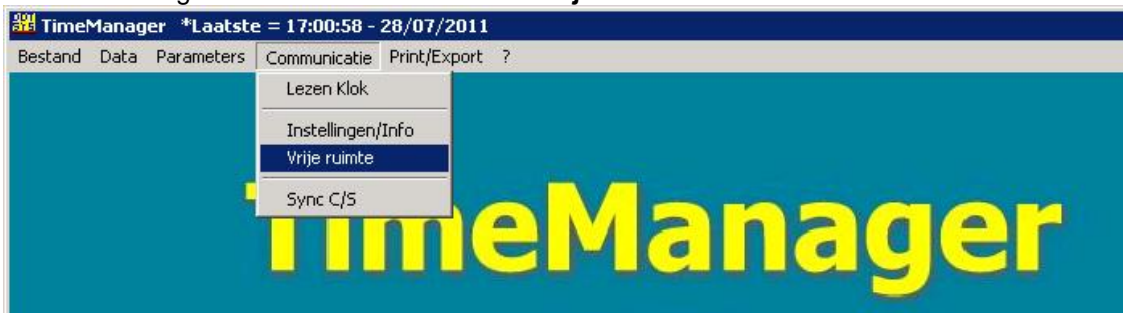 TimeManager *Laatste = 17:00:58 - 28/07/2011
Bestand Data Parameters Communicatie Print/Export ?
Lezen Klok
Instellingen/Info
Vrije ruimte
Sync C/S
TimeManager